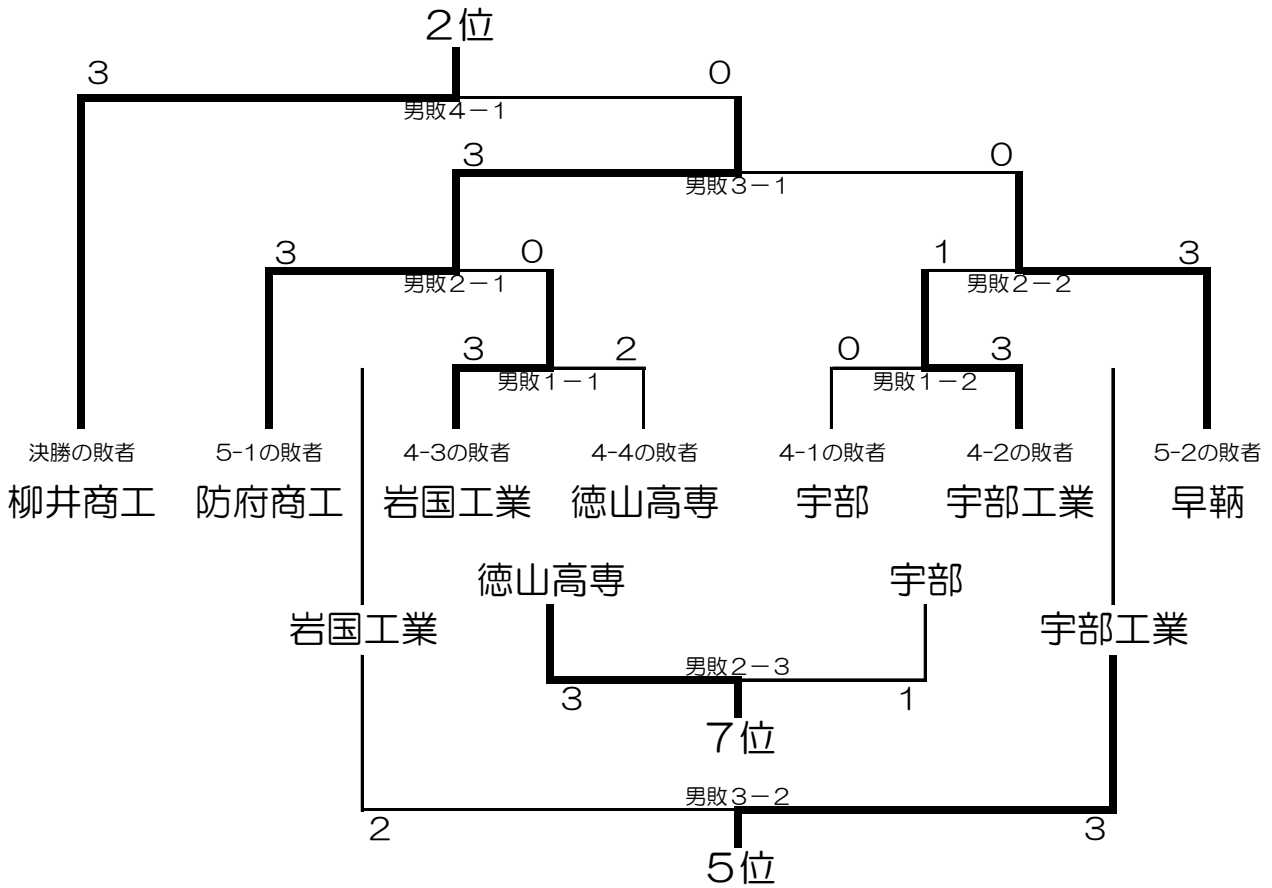 ２位
3 0
男敗４－１
3 0
男敗３－１
3 0 1 3
男敗２－１ 男敗２－２
3 2 0 3
男敗１－１ 男敗１－２
決勝の敗者 5-1の敗者 4-3の敗者 4-4の敗者 4-1の敗者 4-2の敗者 5-2の敗者
柳井商工 防府商工 岩国工業 徳山高専 宇部 宇部工業 早鞆
徳山高専 宇部
岩国工業 宇部工業
男敗２－３
3 1
７位
男敗３－２
2 3
５位